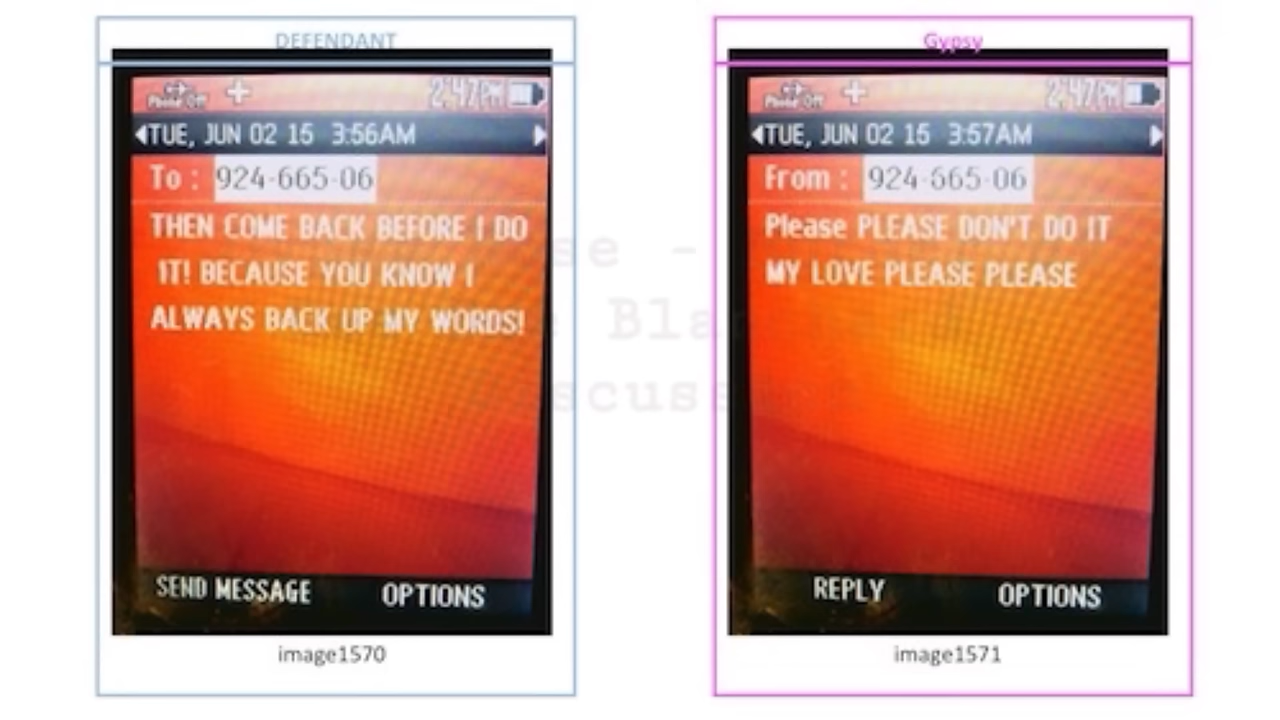 DEFENDANT
Phone Off 2:47PM
TUE, JUN 02 15 3:56AM
To : 924-665-06
THEN COME BACK BEFORE I DO
IT! BECAUSE YOU KNOW I
ALWAYS BACK UP MY WORDS!
SEND MESSAGE OPTIONS
image1570
Gypsy
Phone Off 2:47PM
TUE, JUN 02 15 3:57AM
From : 924-665-06
Please PLEASE DON'T DO IT
MY LOVE PLEASE PLEASE
REPLY OPTIONS
image1571